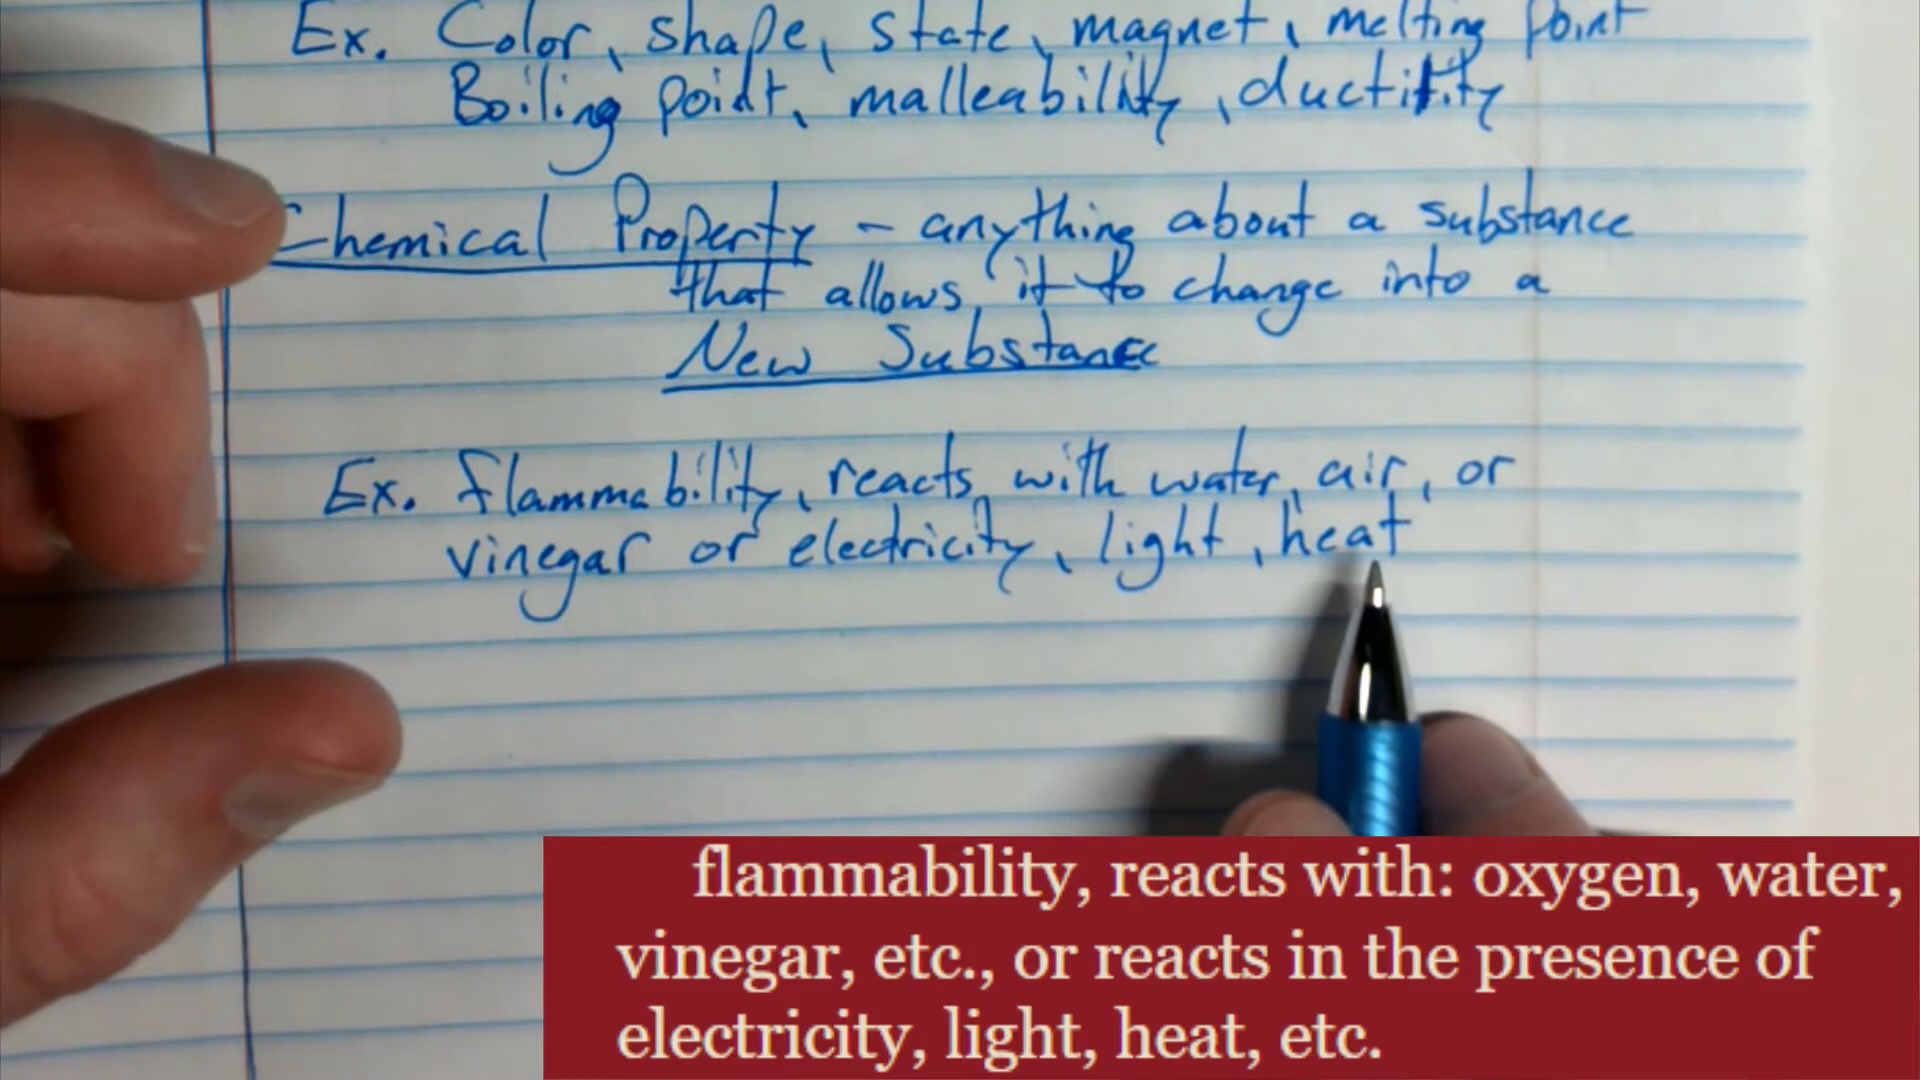 Ex. Color, shape, state, magnet, melting point
Boiling point, malleability, ductility
Chemical Property - anything about a substance
that allows it to change into a
New Substance
Ex. flammability, reacts with water, air, or
vinegar or electricity, light, heat
flammability, reacts with: oxygen, water,
vinegar, etc., or reacts in the presence of
electricity, light, heat, etc.